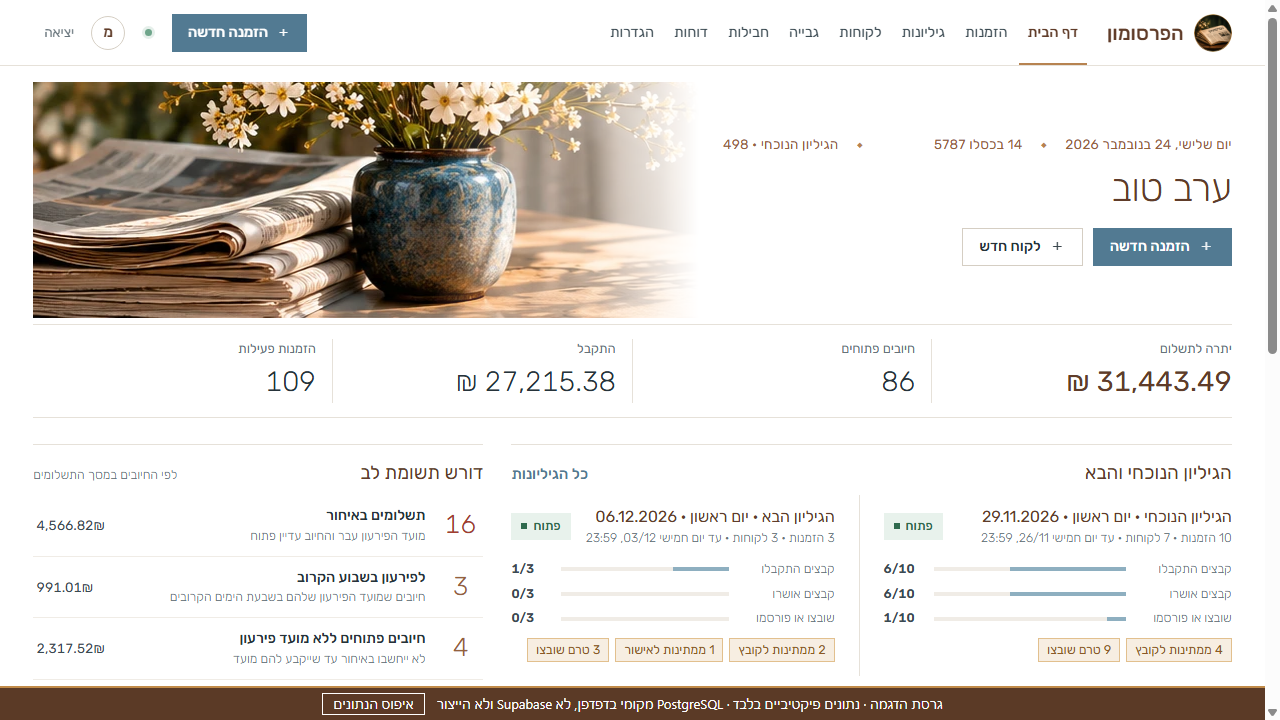 הפרסומון
דף הבית
הזמנות
גיליונות
לקוחות
גבייה
חבילות
דוחות
הגדרות
+ הזמנה חדשה
מ
יציאה
יום שלישי, 24 בנובמבר 2026 ◆ 14 בכסלו 5787 ◆ הגיליון הנוכחי • 498
ערב טוב
+ הזמנה חדשה
+ לקוח חדש
יתרה לתשלום
31,443.49 ₪
חיובים פתוחים
86
התקבל
27,215.38 ₪
הזמנות פעילות
109
הגיליון הנוכחי והבא
כל הגיליונות
הגיליון הנוכחי • יום ראשון • 29.11.2026
פתוח
10 הזמנות • 7 לקוחות • עד יום חמישי 26/11, 23:59
קבצים התקבלו 6/10
קבצים אושרו 6/10
שובצו או פורסמו 1/10
4 ממתינות לקובץ
9 טרם שובצו
הגיליון הבא • יום ראשון • 06.12.2026
פתוח
3 הזמנות • 3 לקוחות • עד יום חמישי 03/12, 23:59
קבצים התקבלו 1/3
קבצים אושרו 0/3
שובצו או פורסמו 0/3
2 ממתינות לקובץ
1 ממתינות לאישור
3 טרם שובצו
דורש תשומת לב
לפי החיובים במסך התשלומים
16
תשלומים באיחור
מועד הפירעון עבר והחיוב עדיין פתוח
4,566.82₪
3
לפירעון בשבוע הקרוב
חיובים שמועד הפירעון שלהם בשבעת הימים הקרובים
991.01₪
4
חיובים פתוחים ללא מועד פירעון
לא ייחשבו באיחור עד שייקבע להם מועד
2,317.52₪
גרסת הדגמה · נתונים פיקטיביים בלבד · PostgreSQL מקומי בדפדפן, לא Supabase ולא הייצור
איפוס הנתונים